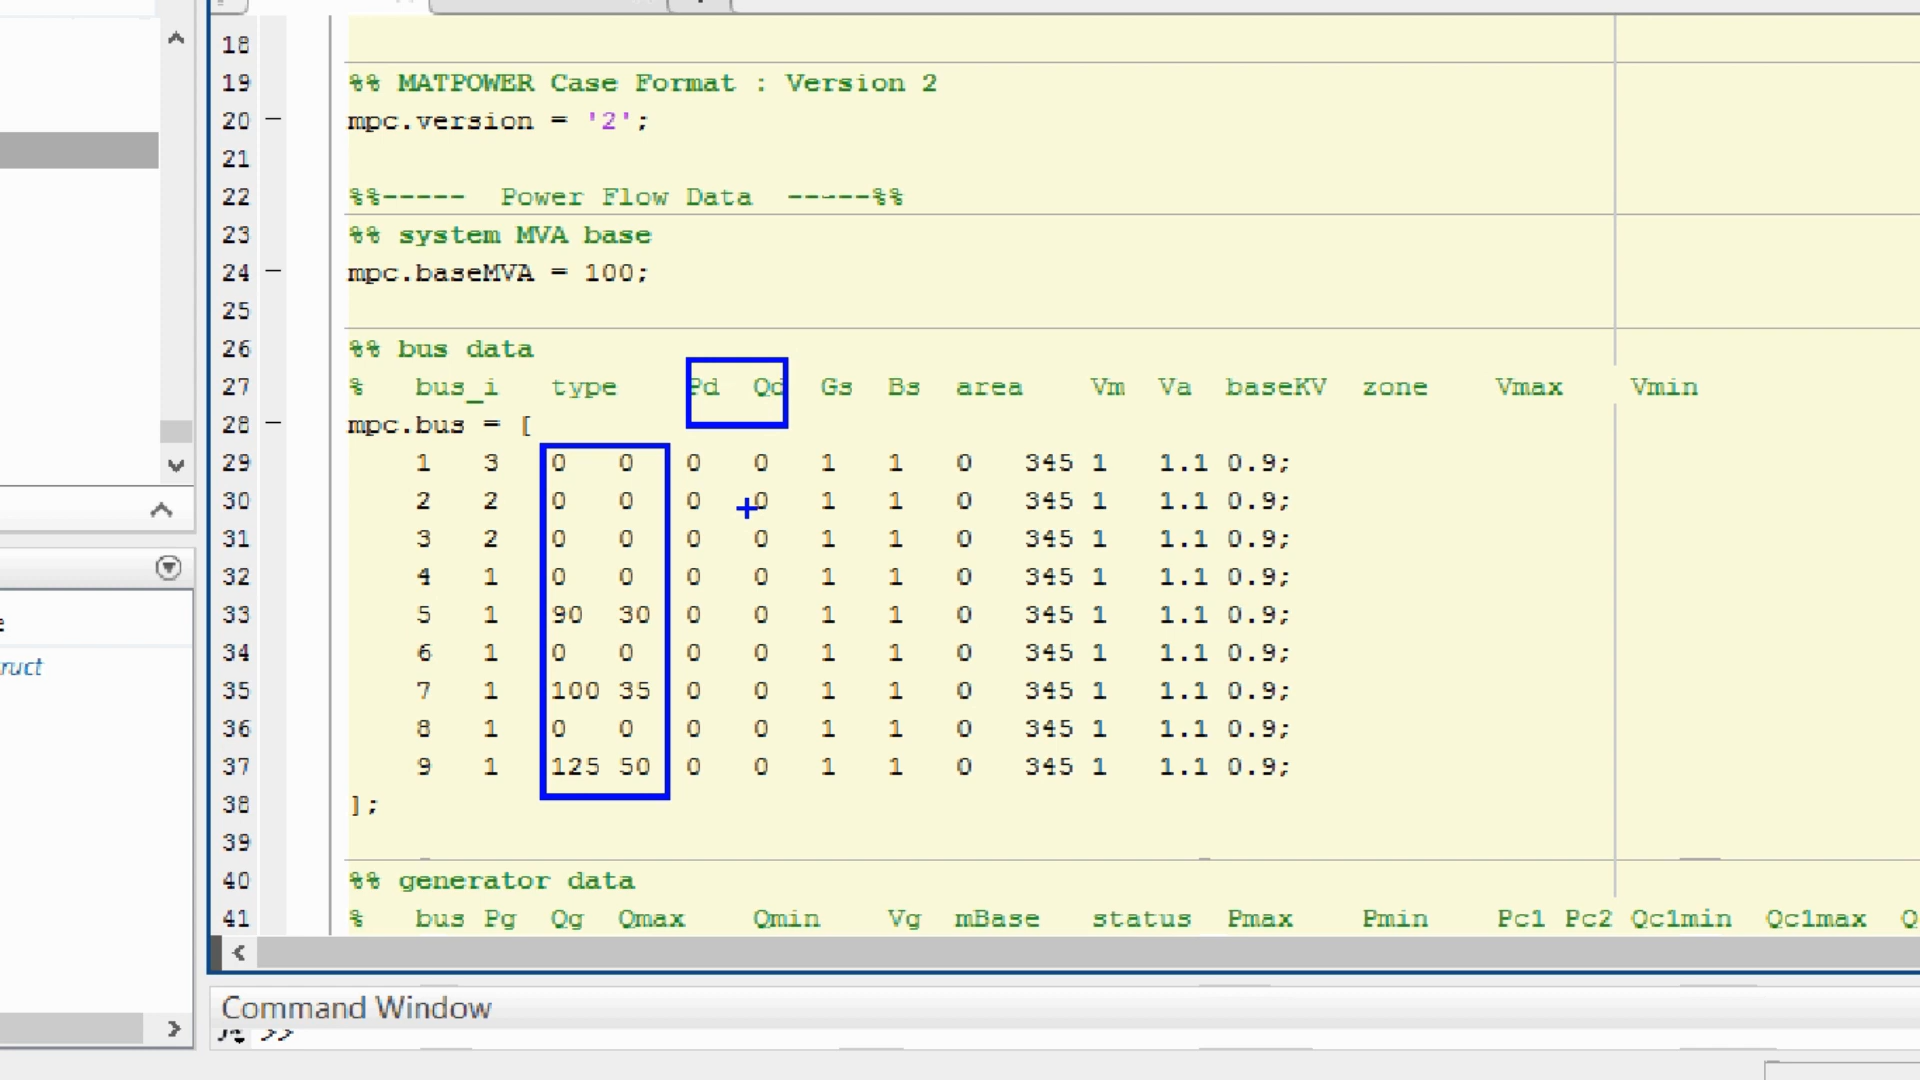 18
19 %% MATPOWER Case Format : Version 2
20 – mpc.version = '2';
21
22 %%----- Power Flow Data -----%%
23 %% system MVA base
24 – mpc.baseMVA = 100;
25
26 %% bus data
27 % bus_i type Pd Qd Gs Bs area Vm Va baseKV zone Vmax Vmin
28 – mpc.bus = [
29 1 3 0 0 0 0 1 1 0 345 1 1.1 0.9;
30 2 2 0 0 0 0 1 1 0 345 1 1.1 0.9;
31 3 2 0 0 0 0 1 1 0 345 1 1.1 0.9;
32 4 1 0 0 0 0 1 1 0 345 1 1.1 0.9;
33 5 1 90 30 0 0 1 1 0 345 1 1.1 0.9;
34 6 1 0 0 0 0 1 1 0 345 1 1.1 0.9;
35 7 1 100 35 0 0 1 1 0 345 1 1.1 0.9;
36 8 1 0 0 0 0 1 1 0 345 1 1.1 0.9;
37 9 1 125 50 0 0 1 1 0 345 1 1.1 0.9;
38 ];
39
40 %% generator data
41 % bus Pg Qg Qmax Qmin Vg mBase status Pmax Pmin Pc1 Pc2 Qc1min Qc1max Q
e
ruct
Command Window
>>